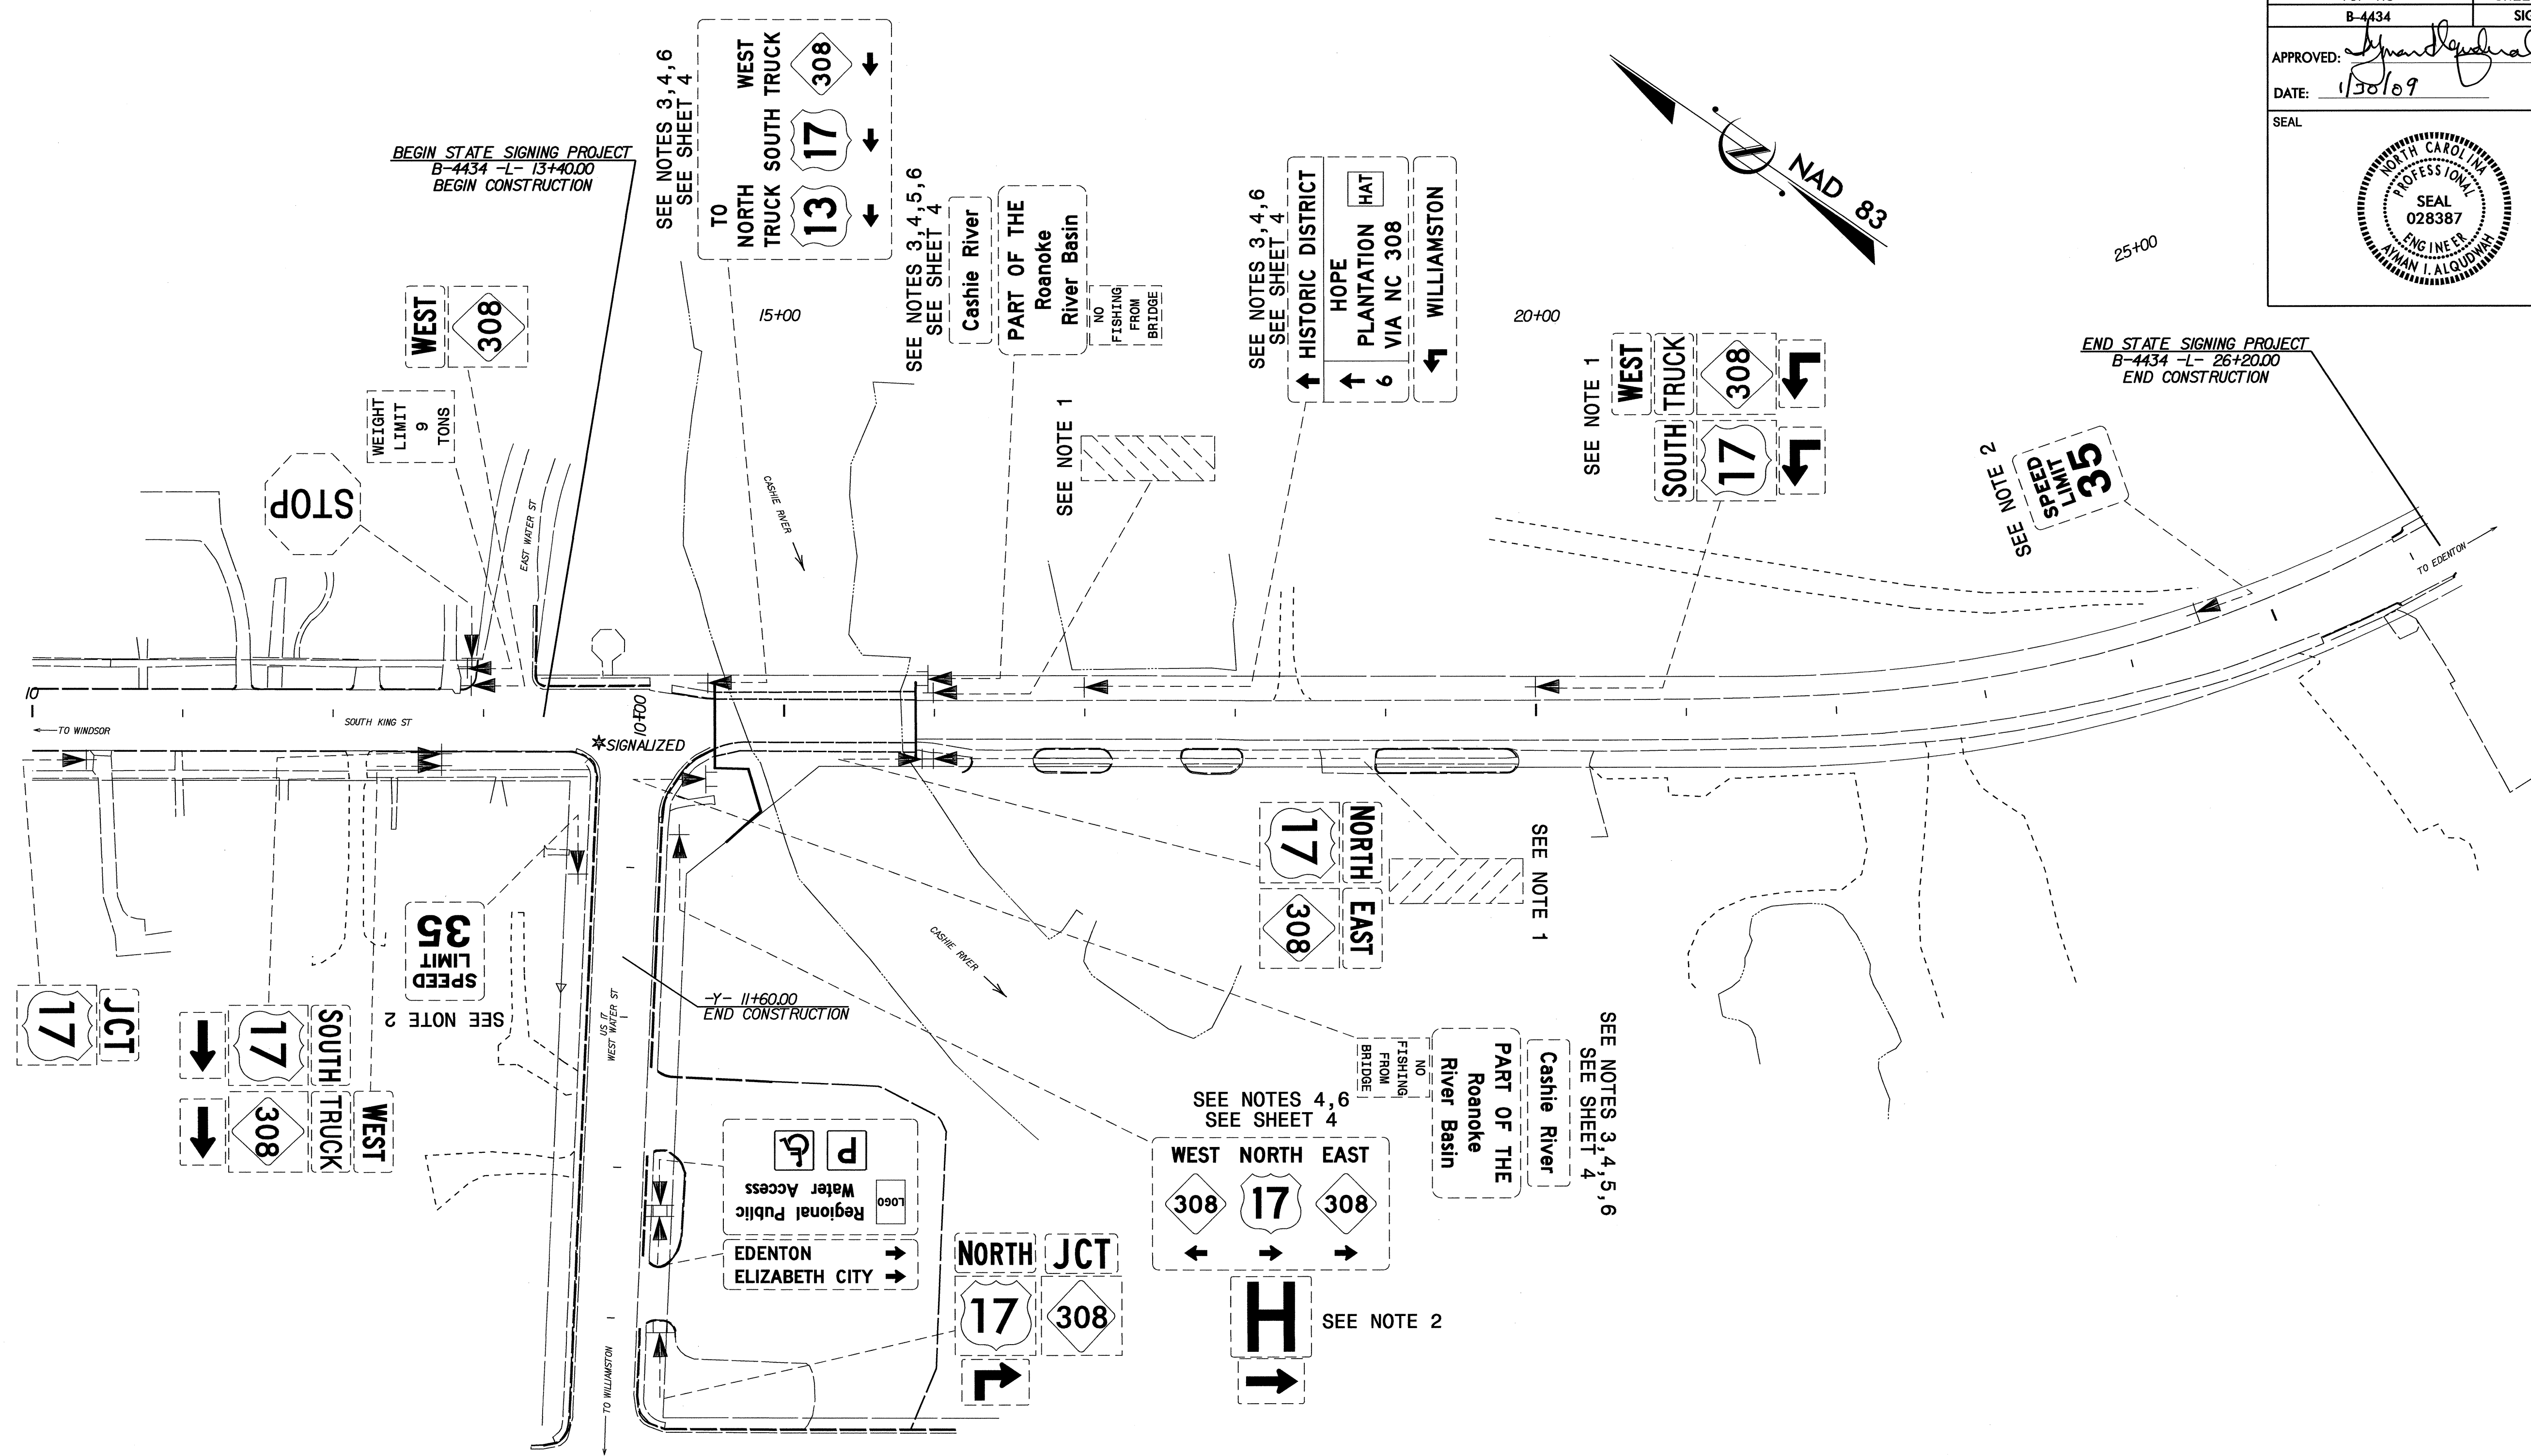 B-4434
SIG
APPROVED:
DATE: 1/30/09
SEAL
NORTH CAROLINA
PROFESSIONAL
SEAL
028387
ENGINEER
AYMAN I. ALQUDWAH
NAD 83
BEGIN STATE SIGNING PROJECT
B-4434 -L- 13+40.00
BEGIN CONSTRUCTION
SEE NOTES 3,4,6
SEE SHEET 4
TO
NORTH SOUTH WEST
TRUCK TRUCK
13 17 308
WEST
308
WEIGHT
LIMIT
9
TONS
STOP
EAST WATER ST
15+00
CASHIE RIVER
SEE NOTES 3,4,5,6
SEE SHEET 4
Cashie River
PART OF THE
Roanoke
River Basin
NO
FISHING
FROM
BRIDGE
SEE NOTE 1
SEE NOTES 3,4,6
SEE SHEET 4
HISTORIC DISTRICT
HOPE
PLANTATION HAT
6 VIA NC 308
WILLIAMSTON
20+00
SEE NOTE 1
WEST
TRUCK
308
SOUTH
17
25+00
END STATE SIGNING PROJECT
B-4434 -L- 26+20.00
END CONSTRUCTION
SEE NOTE 2
SPEED
LIMIT
35
TO EDENTON
10
TO WINDSOR
SOUTH KING ST
10+00
SIGNALIZED
JCT
17
SOUTH
17
WEST
TRUCK
308
SPEED
LIMIT
35
SEE NOTE 2
US 17
WEST WATER ST
-Y- 11+60.00
END CONSTRUCTION
CASHIE RIVER
NORTH
17
EAST
308
SEE NOTE 1
SEE NOTES 3,4,5,6
SEE SHEET 4
Cashie River
PART OF THE
Roanoke
River Basin
NO
FISHING
FROM
BRIDGE
SEE NOTES 4,6
SEE SHEET 4
WEST NORTH EAST
308 17 308
H
SEE NOTE 2
LOGO
Regional Public
Water Access
P
EDENTON
ELIZABETH CITY
NORTH JCT
17 308
TO WILLIAMSTON